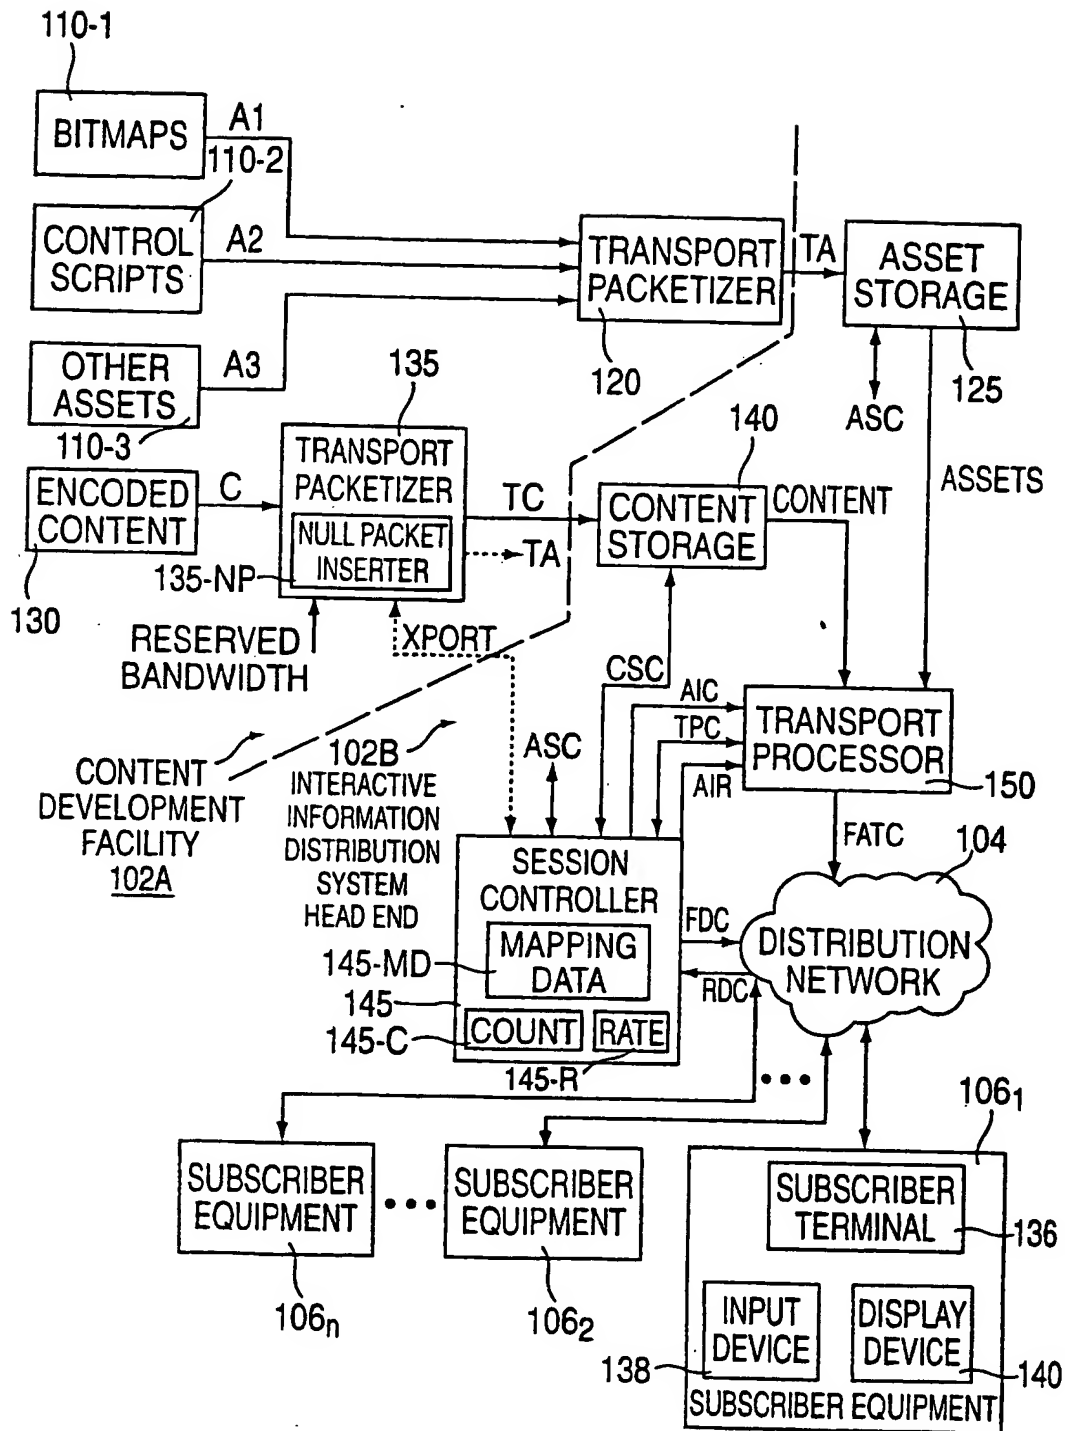 110-1
BITMAPS
A1
110-2
CONTROL
SCRIPTS
A2
TRANSPORT
PACKETIZER
120
TA
ASSET
STORAGE
125
ASC
OTHER
ASSETS
110-3
A3
135
TRANSPORT
PACKETIZER
NULL PACKET
INSERTER
135-NP
ENCODED
CONTENT
130
C
TC
TA
140
CONTENT
STORAGE
CONTENT
ASSETS
RESERVED
BANDWIDTH
XPORT
CSC
AIC
TPC
AIR
TRANSPORT
PROCESSOR
150
CONTENT
DEVELOPMENT
FACILITY
102A
102B
INTERACTIVE
INFORMATION
DISTRIBUTION
SYSTEM
HEAD END
ASC
FATC
104
SESSION
CONTROLLER
MAPPING
DATA
145-MD
145
COUNT
145-C
RATE
145-R
FDC
RDC
DISTRIBUTION
NETWORK
SUBSCRIBER
EQUIPMENT
106n
SUBSCRIBER
EQUIPMENT
1062
1061
SUBSCRIBER
TERMINAL
136
INPUT
DEVICE
138
DISPLAY
DEVICE
140
SUBSCRIBER EQUIPMENT